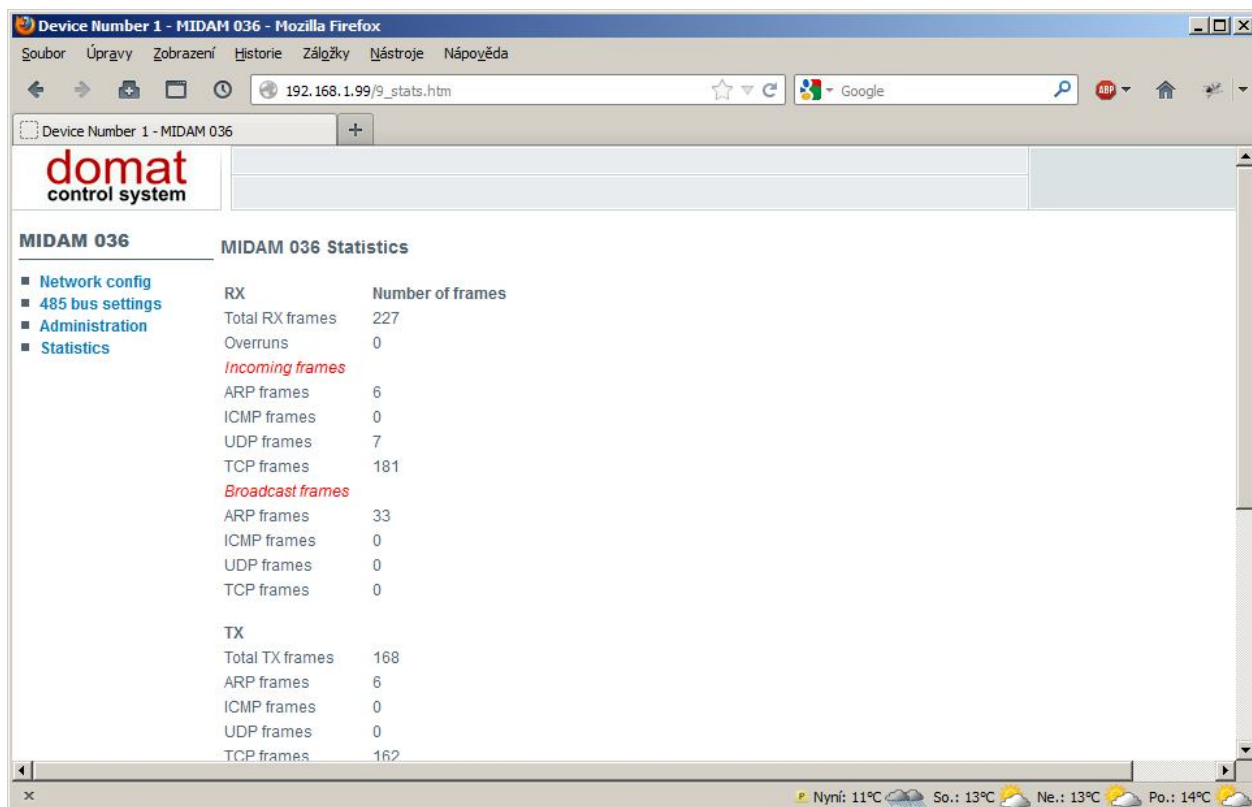 Device Number 1 - MIDAM 036 - Mozilla Firefox
Soubor Úpravy Zobrazení Historie Záložky Nástroje Nápověda
192.168.1.99/9_stats.htm Google ABP
Device Number 1 - MIDAM 036
domat
control system
MIDAM 036
Network config
485 bus settings
Administration
Statistics
MIDAM 036 Statistics
RX Number of frames
Total RX frames 227
Overruns 0
Incoming frames
ARP frames 6
ICMP frames 0
UDP frames 7
TCP frames 181
Broadcast frames
ARP frames 33
ICMP frames 0
UDP frames 0
TCP frames 0
TX
Total TX frames 168
ARP frames 6
ICMP frames 0
UDP frames 0
TCP frames 162
P Nyní: 11°C So.: 13°C Ne.: 13°C Po.: 14°C